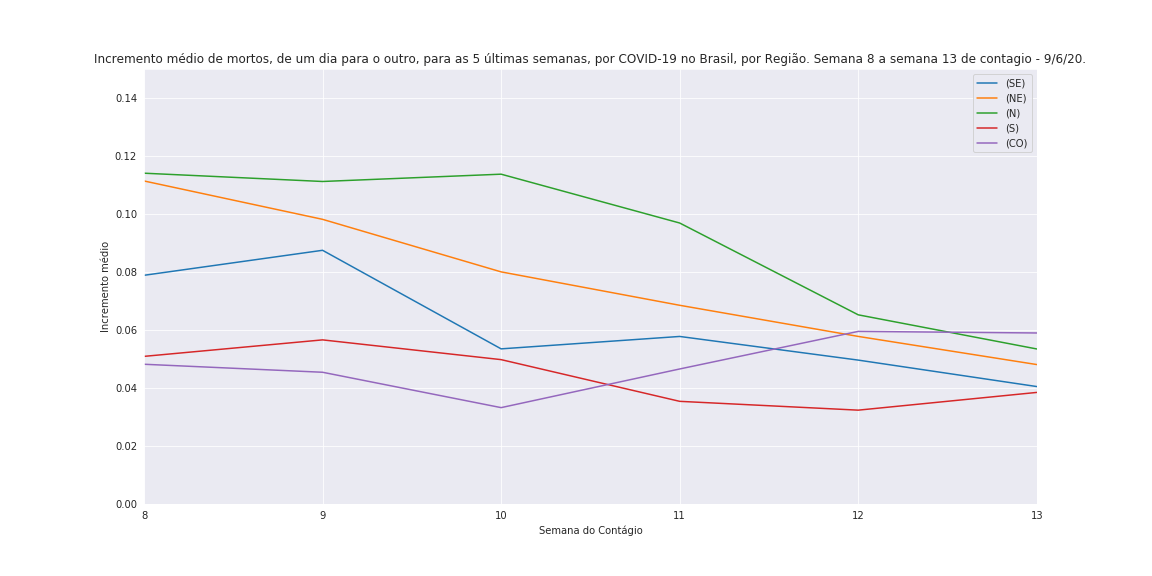 Incremento médio de mortos, de um dia para o outro, para as 5 últimas semanas, por COVID-19 no Brasil, por Região. Semana 8 a semana 13 de contagio - 9/6/20.
(SE)
(NE)
(N)
(S)
(CO)
0.14
0.12
0.10
0.08
0.06
0.04
0.02
0.00
Incremento médio
8 9 10 11 12 13
Semana do Contágio